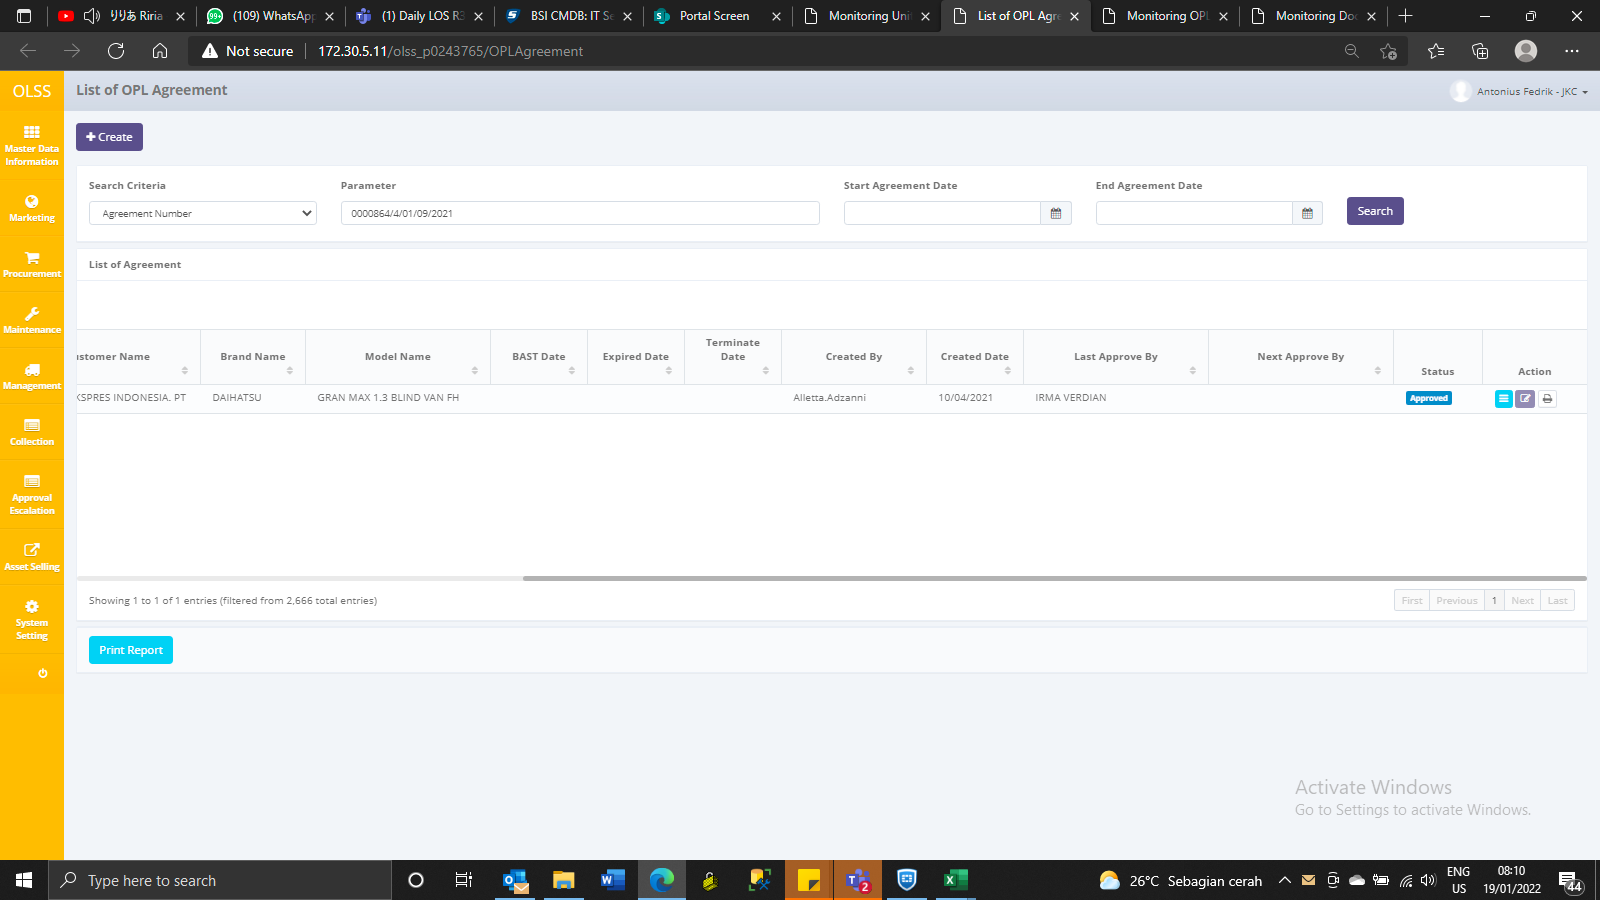 りりあ Riria
(109) WhatsApp
(1) Daily LOS R3
BSI CMDB: IT Se
Portal Screen
Monitoring Uni
List of OPL Agre
Monitoring OPL
Monitoring Doc
Not secure
172.30.5.11/olss_p0243765/OPLAgreement
OLSS
List of OPL Agreement
Antonius Fedrik - JKC
Create
Master Data
Information
Marketing
Procurement
Maintenance
Management
Collection
Approval
Escalation
Asset Selling
System
Setting
Search Criteria
Parameter
Start Agreement Date
End Agreement Date
Agreement Number
0000864/4/01/09/2021
Search
List of Agreement
ustomer Name
Brand Name
Model Name
BAST Date
Expired Date
Terminate
Date
Created By
Created Date
Last Approve By
Next Approve By
Status
Action
KSPRES INDONESIA. PT
DAIHATSU
GRAN MAX 1.3 BLIND VAN FH
Alletta.Adzanni
10/04/2021
IRMA VERDIAN
Approved
Showing 1 to 1 of 1 entries (filtered from 2,666 total entries)
First
Previous
1
Next
Last
Print Report
Activate Windows
Go to Settings to activate Windows.
Type here to search
2
26°C Sebagian cerah
ENG
US
08:10
19/01/2022
44